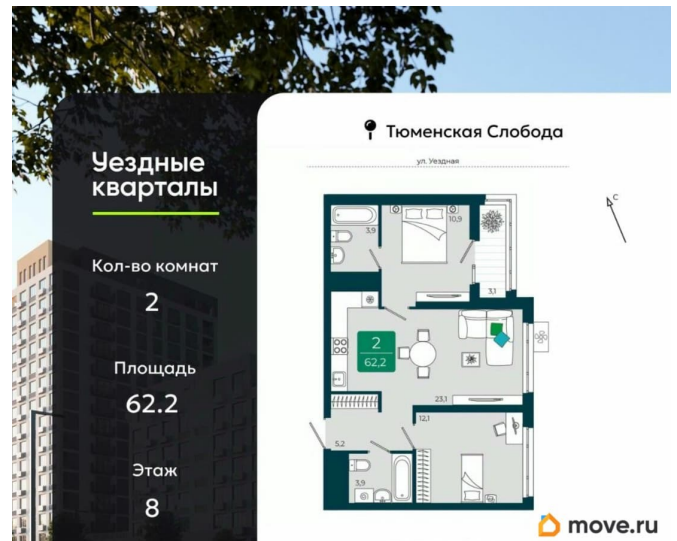 Уездные
кварталы
Кол-во комнат
2
Площадь
62.2
Этаж
8
Тюменская Слобода
ул. Уездная
с
3,9
10,9
3,1
2
62,2
23,1
12,1
5,2
3,9
move.ru